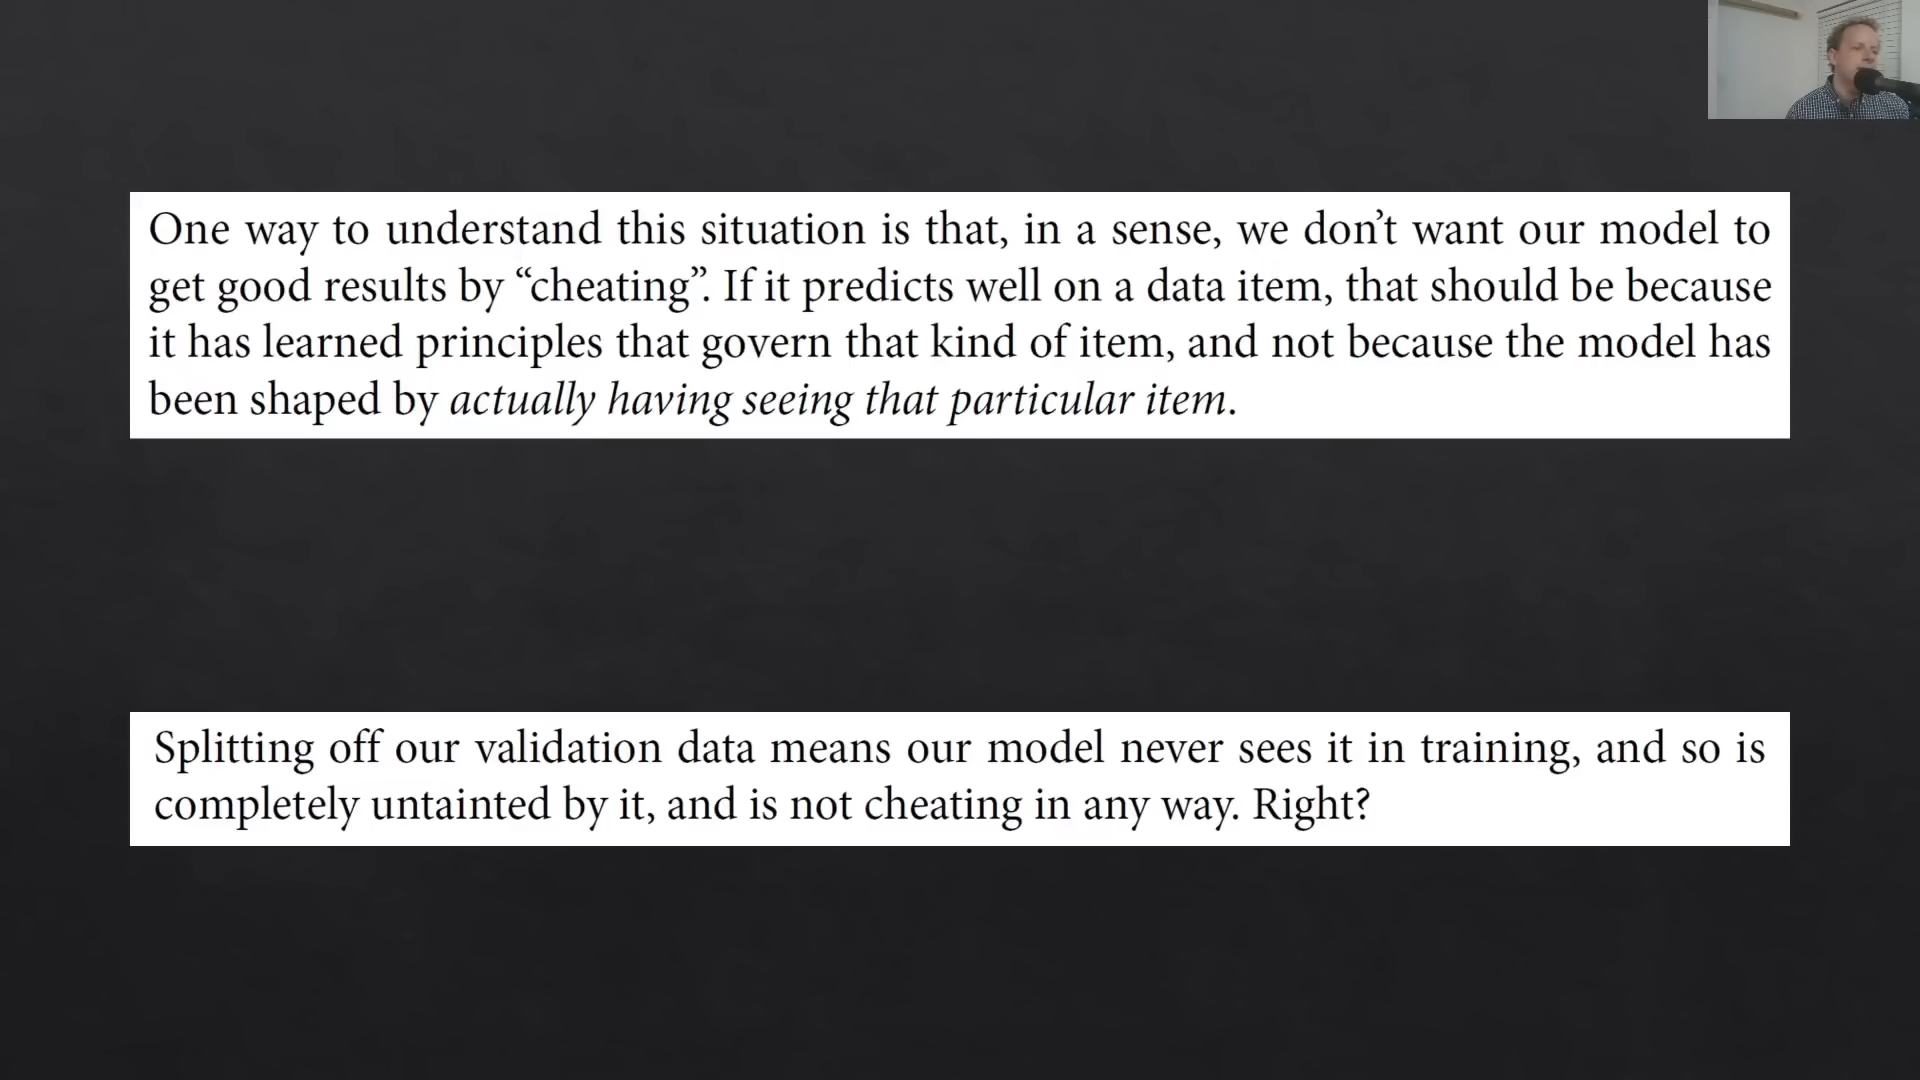 One way to understand this situation is that, in a sense, we don’t want our model to
get good results by “cheating”. If it predicts well on a data item, that should be because
it has learned principles that govern that kind of item, and not because the model has
been shaped by actually having seeing that particular item.
Splitting off our validation data means our model never sees it in training, and so is
completely untainted by it, and is not cheating in any way. Right?